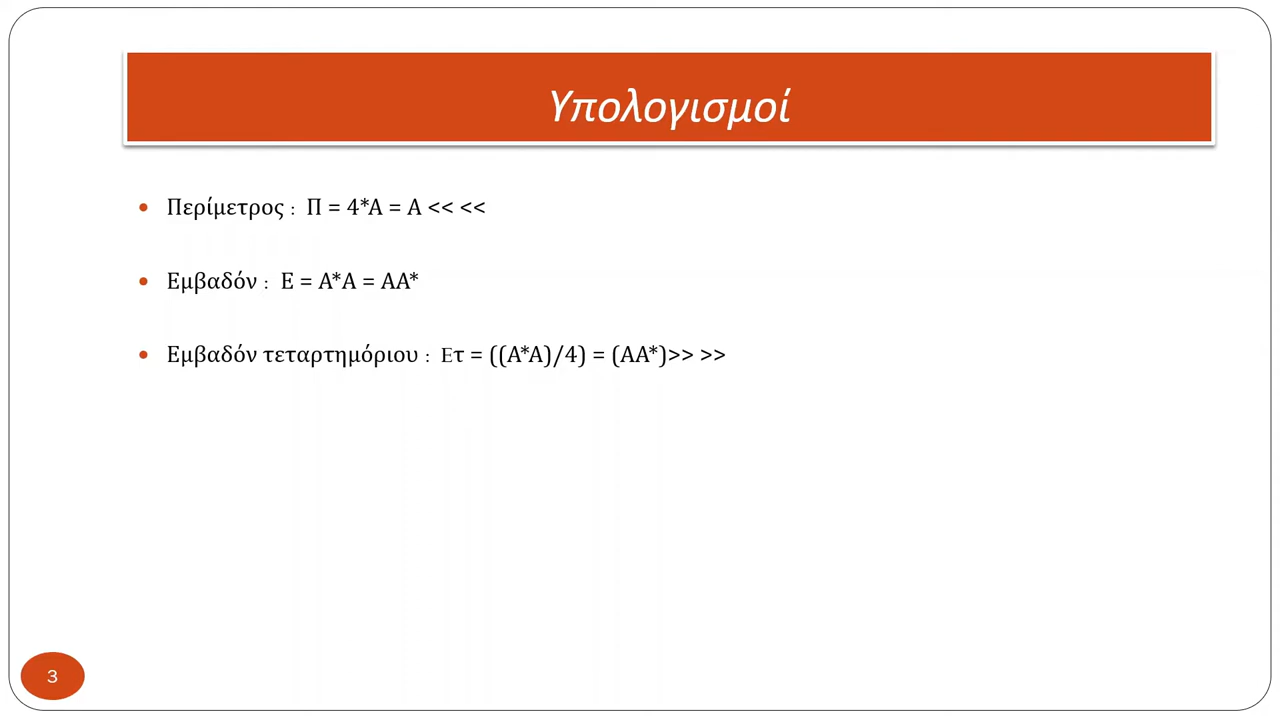 Υπολογισμοί
• Περίμετρος : Π = 4*Α = Α << <<
• Εμβαδόν : Ε = Α*Α = ΑΑ*
• Εμβαδόν τεταρτημόριου : Ετ = ((Α*Α)/4) = (ΑΑ*)>> >>
3